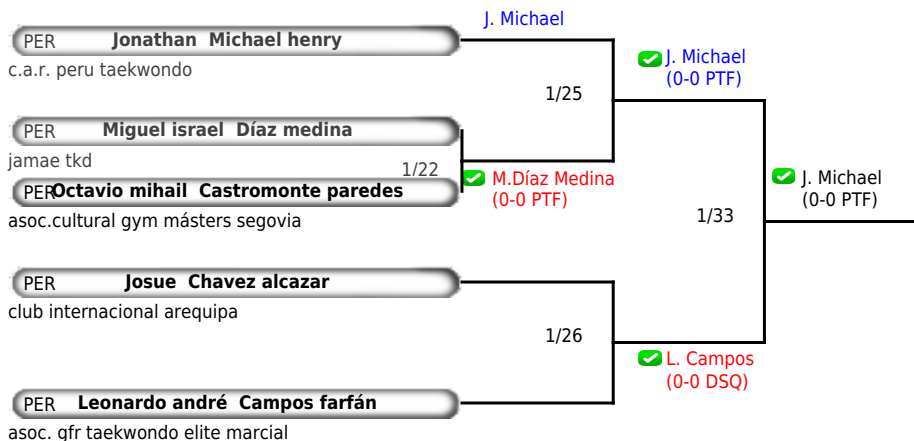 J. Michael
PER Jonathan Michael henry
c.a.r. peru taekwondo
J. Michael
(0-0 PTF)
1/25
PER Miguel israel Díaz medina
jamae tkd
1/22
PER Octavio mihail Castromonte paredes
asoc.cultural gym másters segovia
M.Díaz Medina
(0-0 PTF)
J. Michael
(0-0 PTF)
1/33
PER Josue Chavez alcazar
club internacional arequipa
1/26
L. Campos
(0-0 DSQ)
PER Leonardo andré Campos farfán
asoc. gfr taekwondo elite marcial